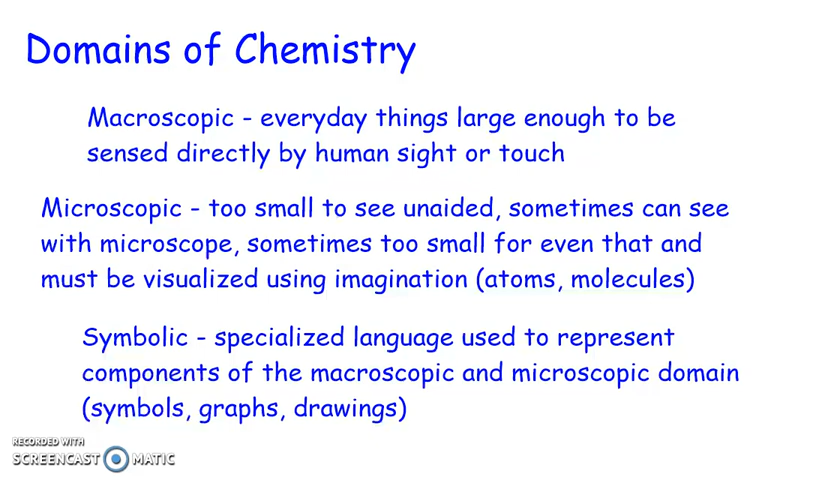 Domains of Chemistry
Macroscopic - everyday things large enough to be
sensed directly by human sight or touch
Microscopic - too small to see unaided, sometimes can see
with microscope, sometimes too small for even that and
must be visualized using imagination (atoms, molecules)
Symbolic - specialized language used to represent
components of the macroscopic and microscopic domain
(symbols, graphs, drawings)
RECORDED WITH
SCREENCAST MATIC